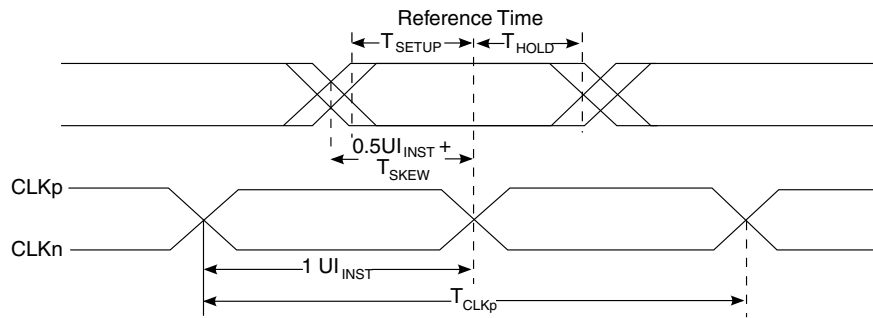 Reference Time
T_SETUP T_HOLD
0.5UI_INST +
T_SKEW
CLKp
CLKn
1 UI_INST
T_CLKp